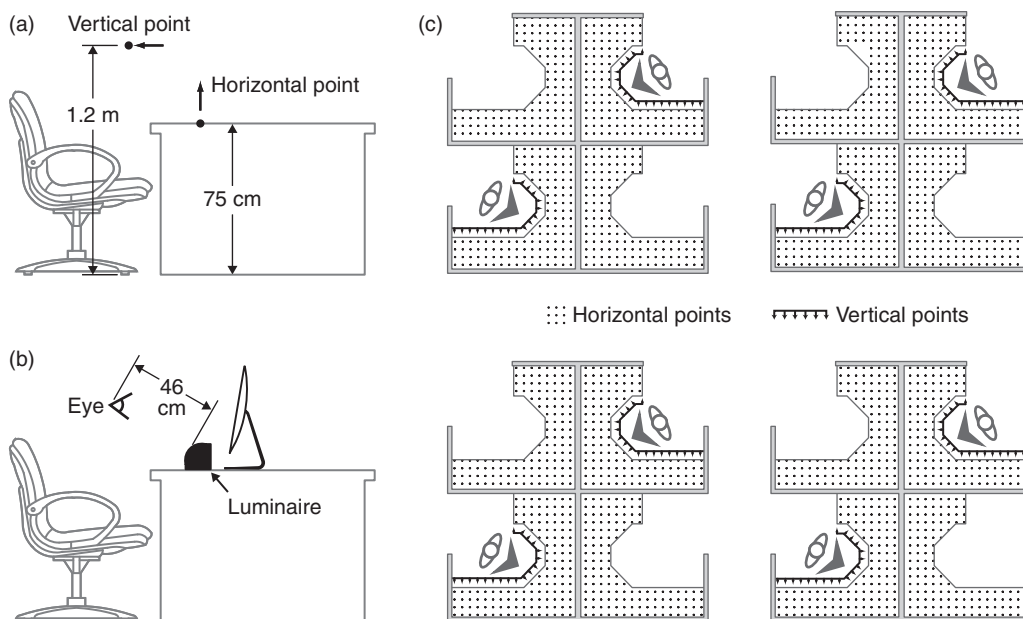 (a)
Vertical point
Horizontal point
1.2 m
75 cm
(b)
Eye
46
cm
Luminaire
(c)
Horizontal points
Vertical points